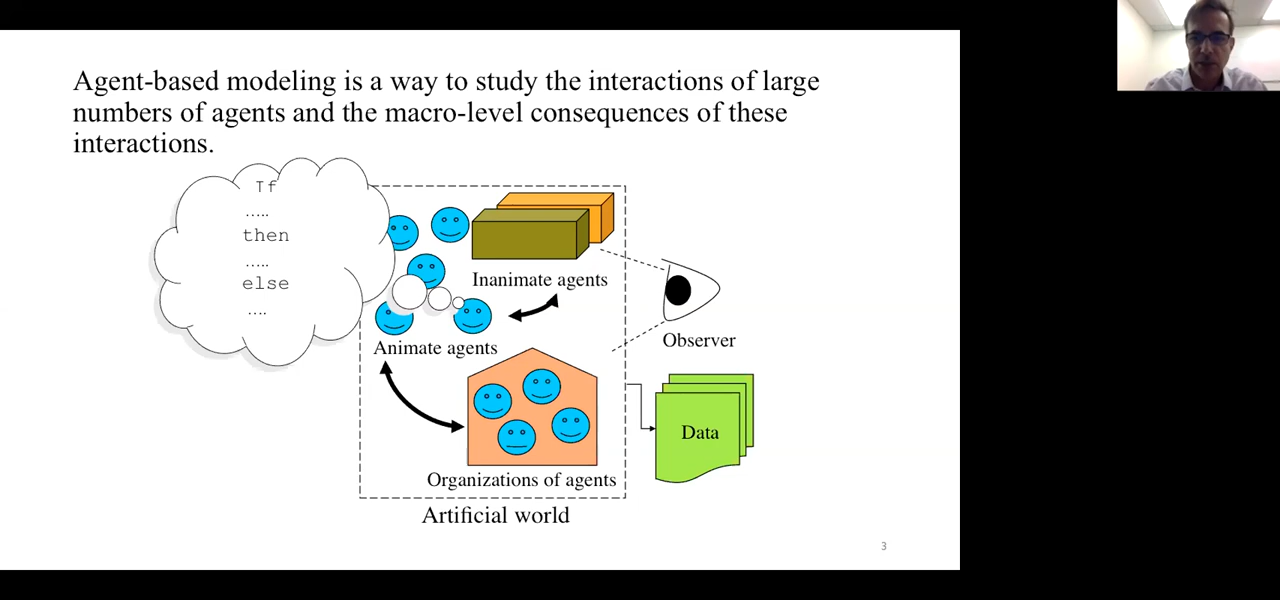 Agent-based modeling is a way to study the interactions of large
numbers of agents and the macro-level consequences of these
interactions.
If
.....
then
.....
else
....
Inanimate agents
Animate agents
Observer
Data
Organizations of agents
Artificial world
3